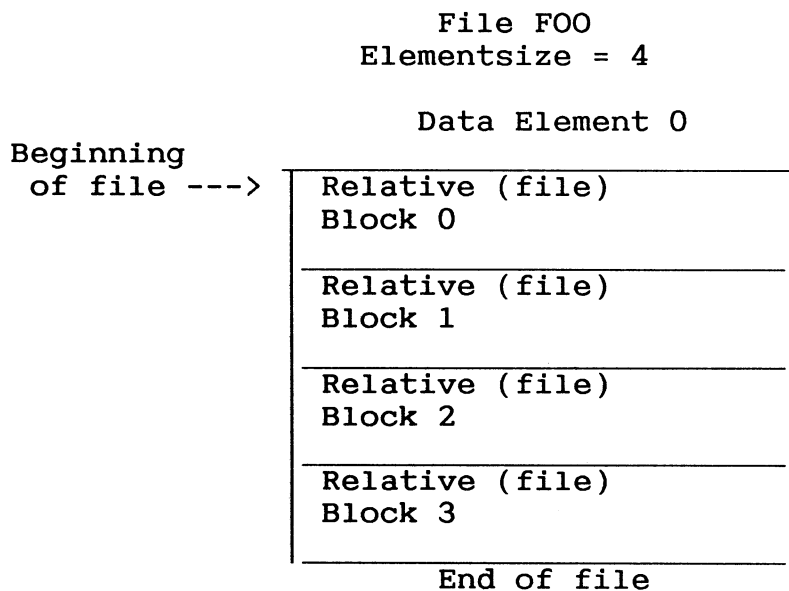 File FOO
Elementsize = 4
Data Element 0
Beginning
of file --->
Relative (file)
Block 0
Relative (file)
Block 1
Relative (file)
Block 2
Relative (file)
Block 3
End of file